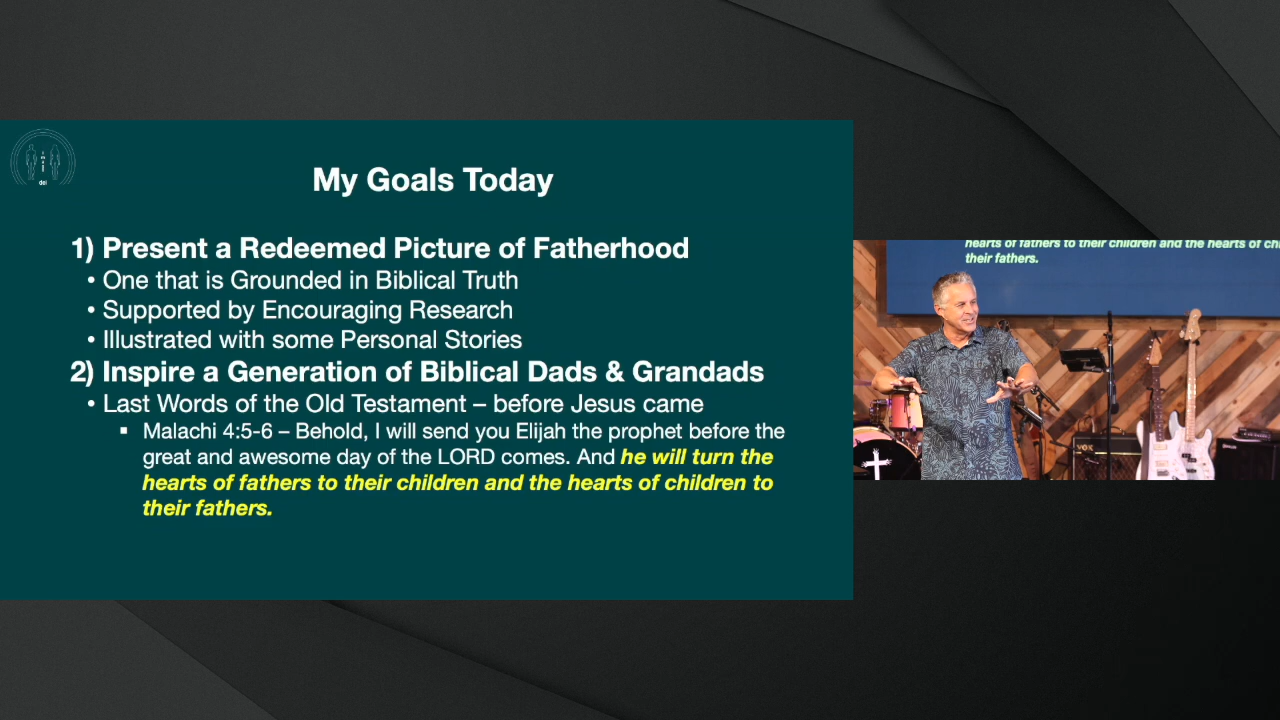 dei
My Goals Today
1) Present a Redeemed Picture of Fatherhood
• One that is Grounded in Biblical Truth
• Supported by Encouraging Research
• Illustrated with some Personal Stories
2) Inspire a Generation of Biblical Dads & Grandads
• Last Words of the Old Testament – before Jesus came
▪ Malachi 4:5-6 – Behold, I will send you Elijah the prophet before the
great and awesome day of the LORD comes. And he will turn the
hearts of fathers to their children and the hearts of children to
their fathers.
hearts of fathers to their children and the hearts of ch
their fathers.
VOX